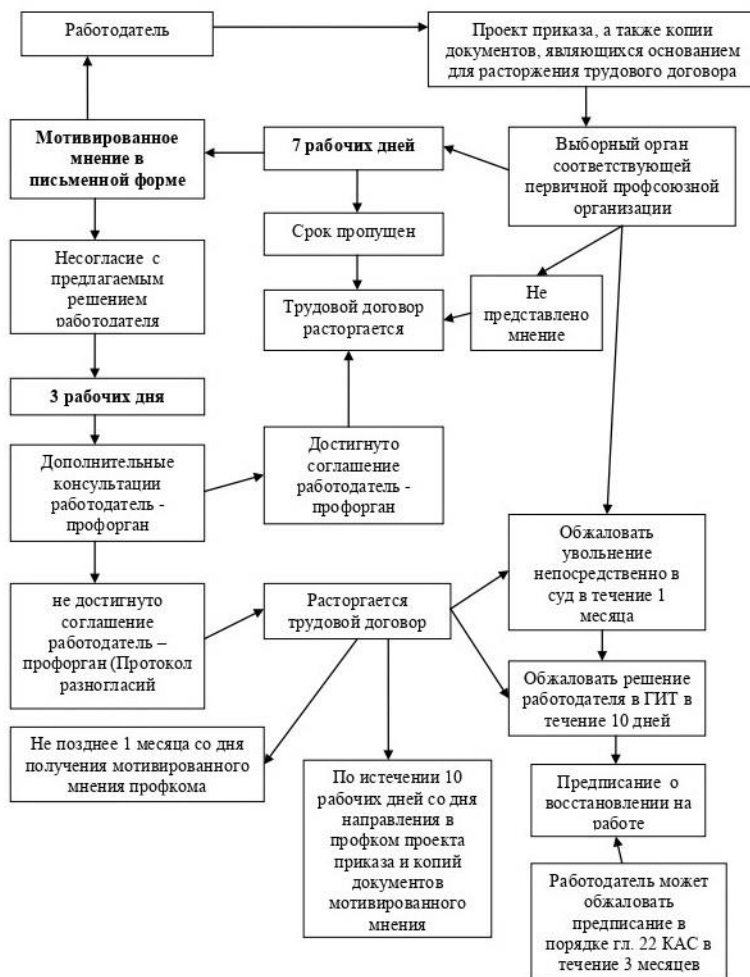 Работодатель
Проект приказа, а также копии
документов, являющихся основанием
для расторжения трудового договора
Мотивированное
мнение в
письменной форме
7 рабочих дней
Выборный орган
соответствующей
первичной профсоюзной
организации
Срок пропущен
Несогласие с
предлагаемым
решением
работодателя
Трудовой договор
расторгается
Не
представлено
мнение
3 рабочих дня
Дополнительные
консультации
работодатель -
профорган
Достигнуто
соглашение
работодатель -
профорган
Обжаловать
увольнение
непосредственно в
суд в течение 1
месяца
не достигнуто
соглашение
работодатель –
профорган (Протокол
разногласий
Расторгается
трудовой договор
Обжаловать решение
работодателя в ГИТ в
течение 10 дней
Не позднее 1 месяца со дня
получения мотивированного
мнения профкома
По истечении 10
рабочих дней со дня
направления в
профком проекта
приказа и копий
документов
мотивированного
мнения
Предписание о
восстановлении на
работе
Работодатель может
обжаловать
предписание в
порядке гл. 22 КАС в
течение 3 месяцев